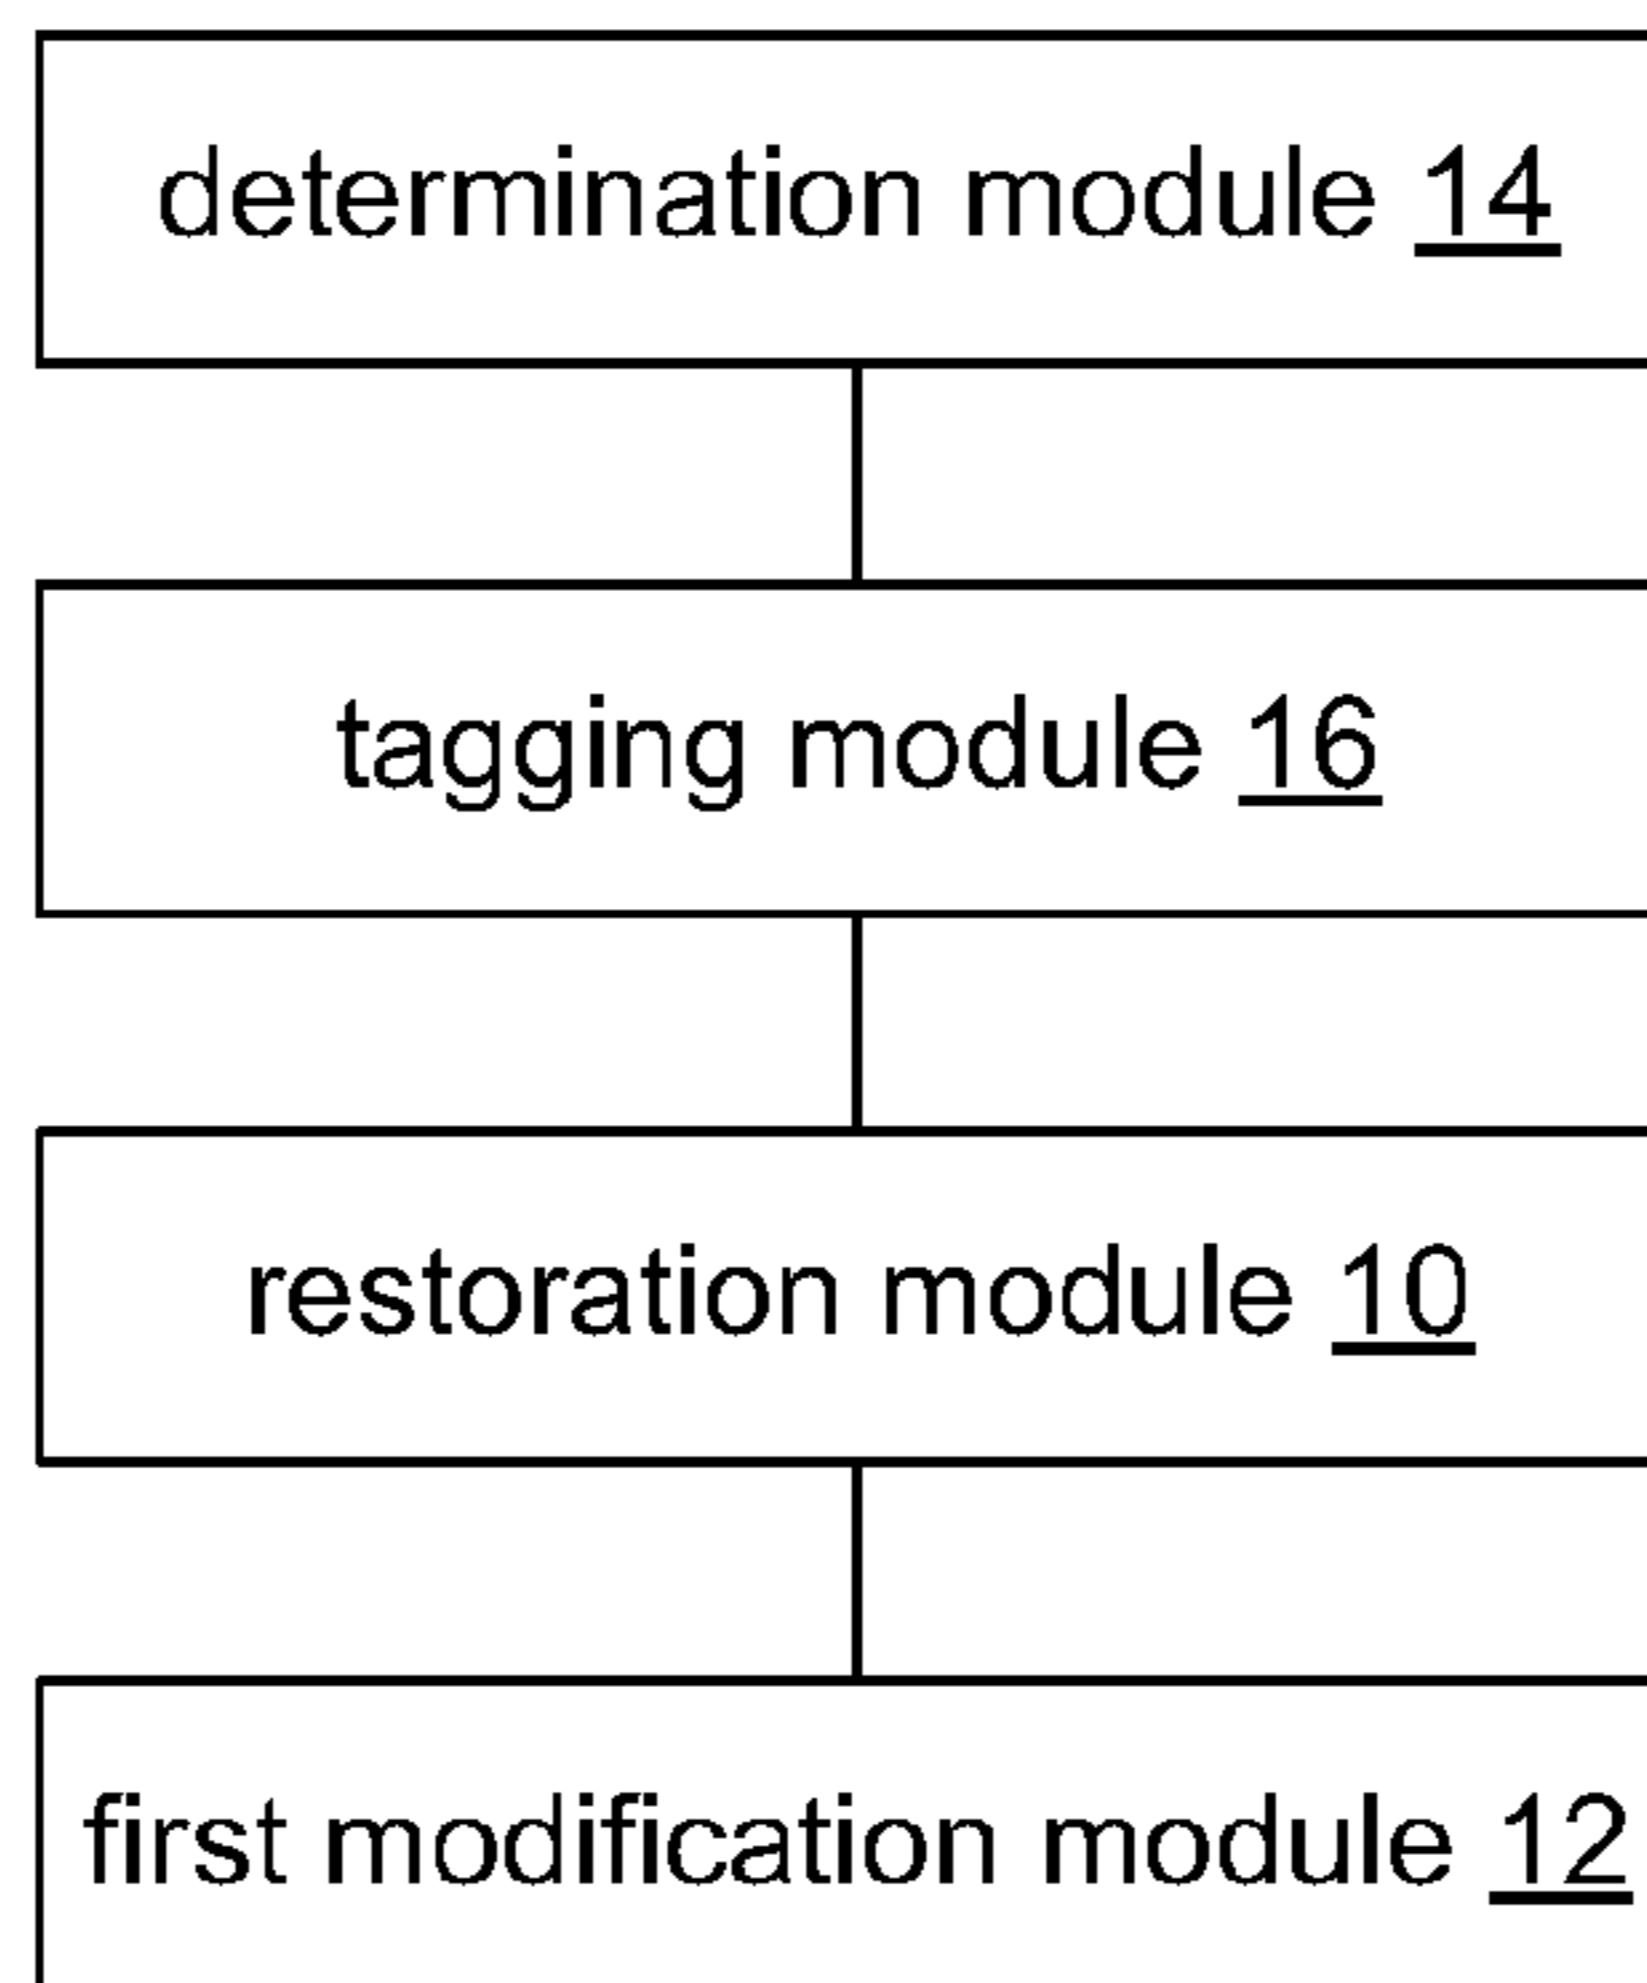 determination module 14
tagging module 16
restoration module 10
first modification module 12